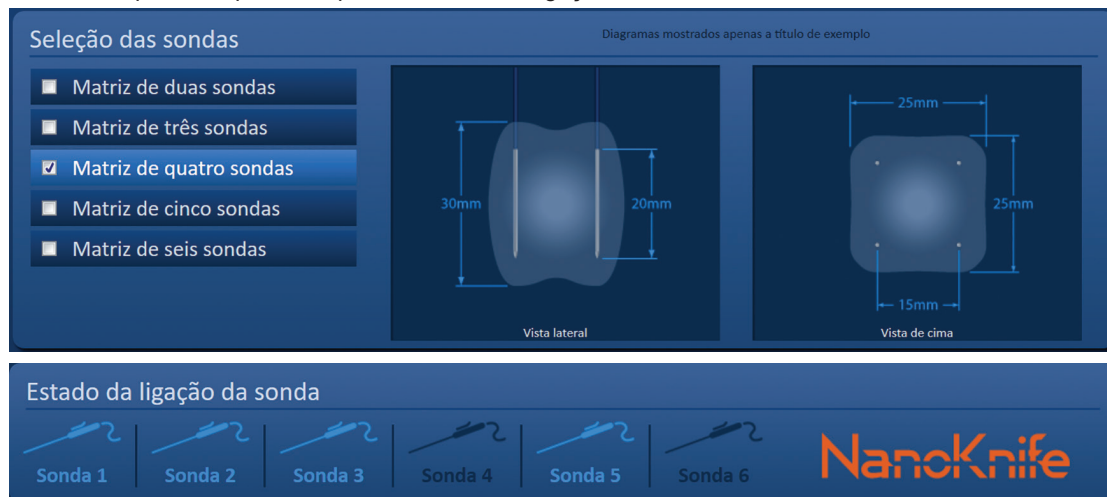 Seleção das sondas
Diagramas mostrados apenas a título de exemplo
Matriz de duas sondas
Matriz de três sondas
Matriz de quatro sondas
Matriz de cinco sondas
Matriz de seis sondas
30mm
20mm
Vista lateral
25mm
25mm
15mm
Vista de cima
Estado da ligação da sonda
Sonda 1
Sonda 2
Sonda 3
Sonda 4
Sonda 5
Sonda 6
NanoKnife